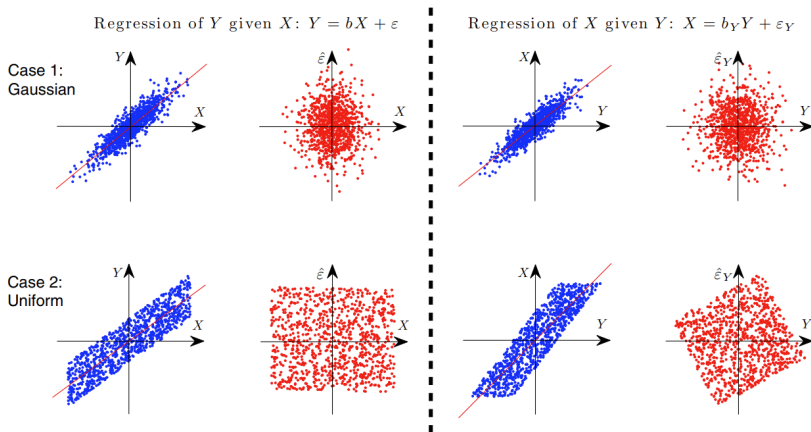 Regression of Y given X: Y = bX + ε
Regression of X given Y: X = b_Y Y + ε_Y
Case 1:
Gaussian
Y
X
ε̂
X
X
Y
ε̂_Y
Y
Case 2:
Uniform
Y
X
ε̂
X
X
Y
ε̂_Y
Y